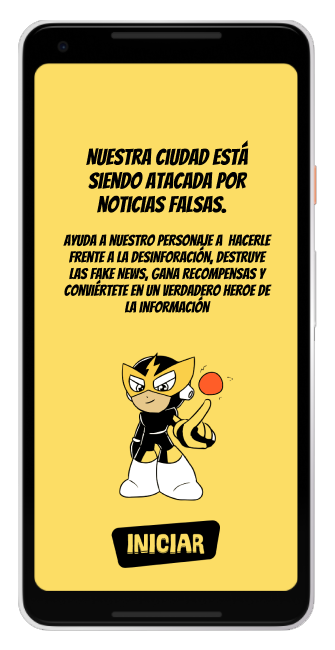 NUESTRA CIUDAD ESTÁ
SIENDO ATACADA POR
NOTICIAS FALSAS.
AYUDA A NUESTRO PERSONAJE A HACERLE
FRENTE A LA DESINFORACIÓN, DESTRUYE
LAS FAKE NEWS, GANA RECOMPENSAS Y
CONVIÉRTETE EN UN VERDADERO HEROE DE
LA INFORMACIÓN
INICIAR